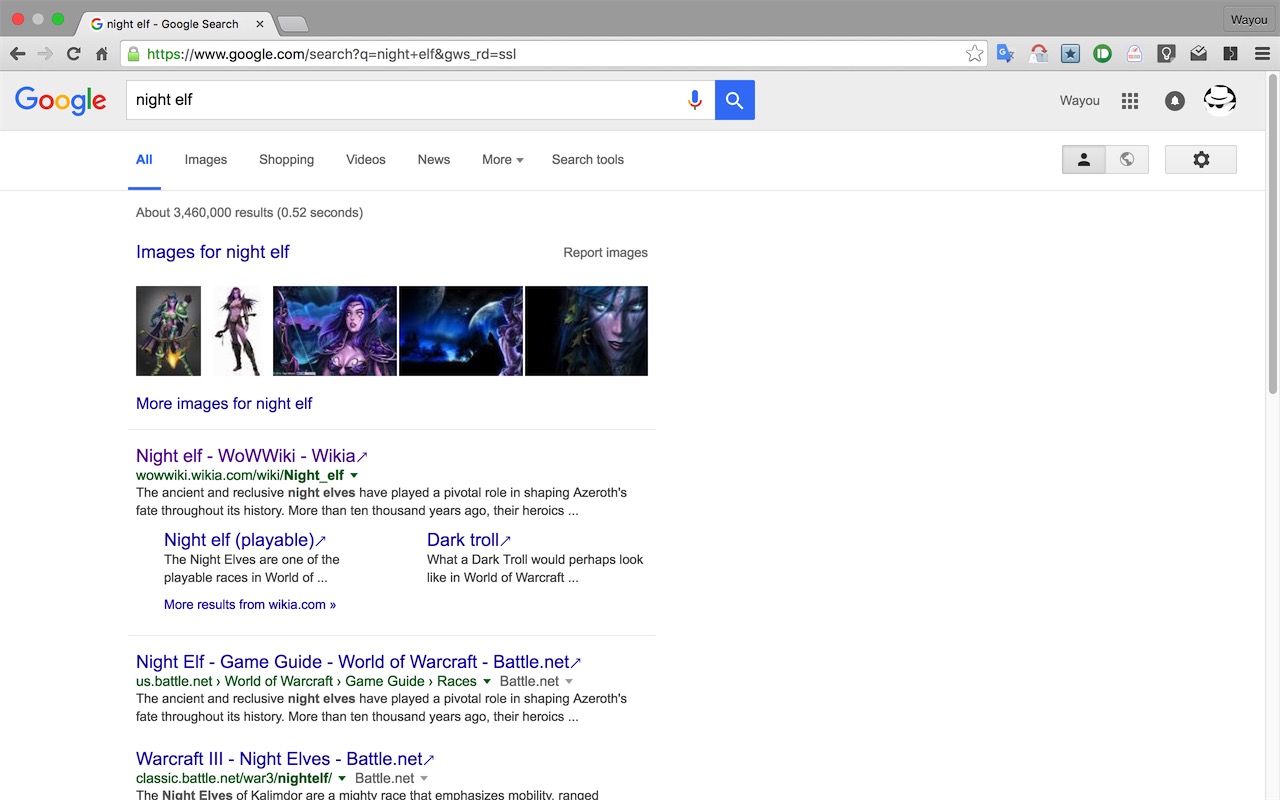 night elf - Google Search
Wayou
https://www.google.com/search?q=night+elf&gws_rd=ssl
Google
night elf
Wayou
All Images Shopping Videos News More Search tools
About 3,460,000 results (0.52 seconds)
Images for night elf
Report images
More images for night elf
Night elf - WoWWiki - Wikia
wowwiki.wikia.com/wiki/Night_elf
The ancient and reclusive night elves have played a pivotal role in shaping Azeroth's
fate throughout its history. More than ten thousand years ago, their heroics ...
Night elf (playable)
The Night Elves are one of the
playable races in World of ...
Dark troll
What a Dark Troll would perhaps look
like in World of Warcraft ...
More results from wikia.com »
Night Elf - Game Guide - World of Warcraft - Battle.net
us.battle.net › World of Warcraft › Game Guide › Races Battle.net
The ancient and reclusive night elves have played a pivotal role in shaping Azeroth's
fate throughout its history. More than ten thousand years ago, their heroics ...
Warcraft III - Night Elves - Battle.net
classic.battle.net/war3/nightelf/ Battle.net
The Night Elves of Kalimdor are a mighty race that emphasizes mobility, ranged